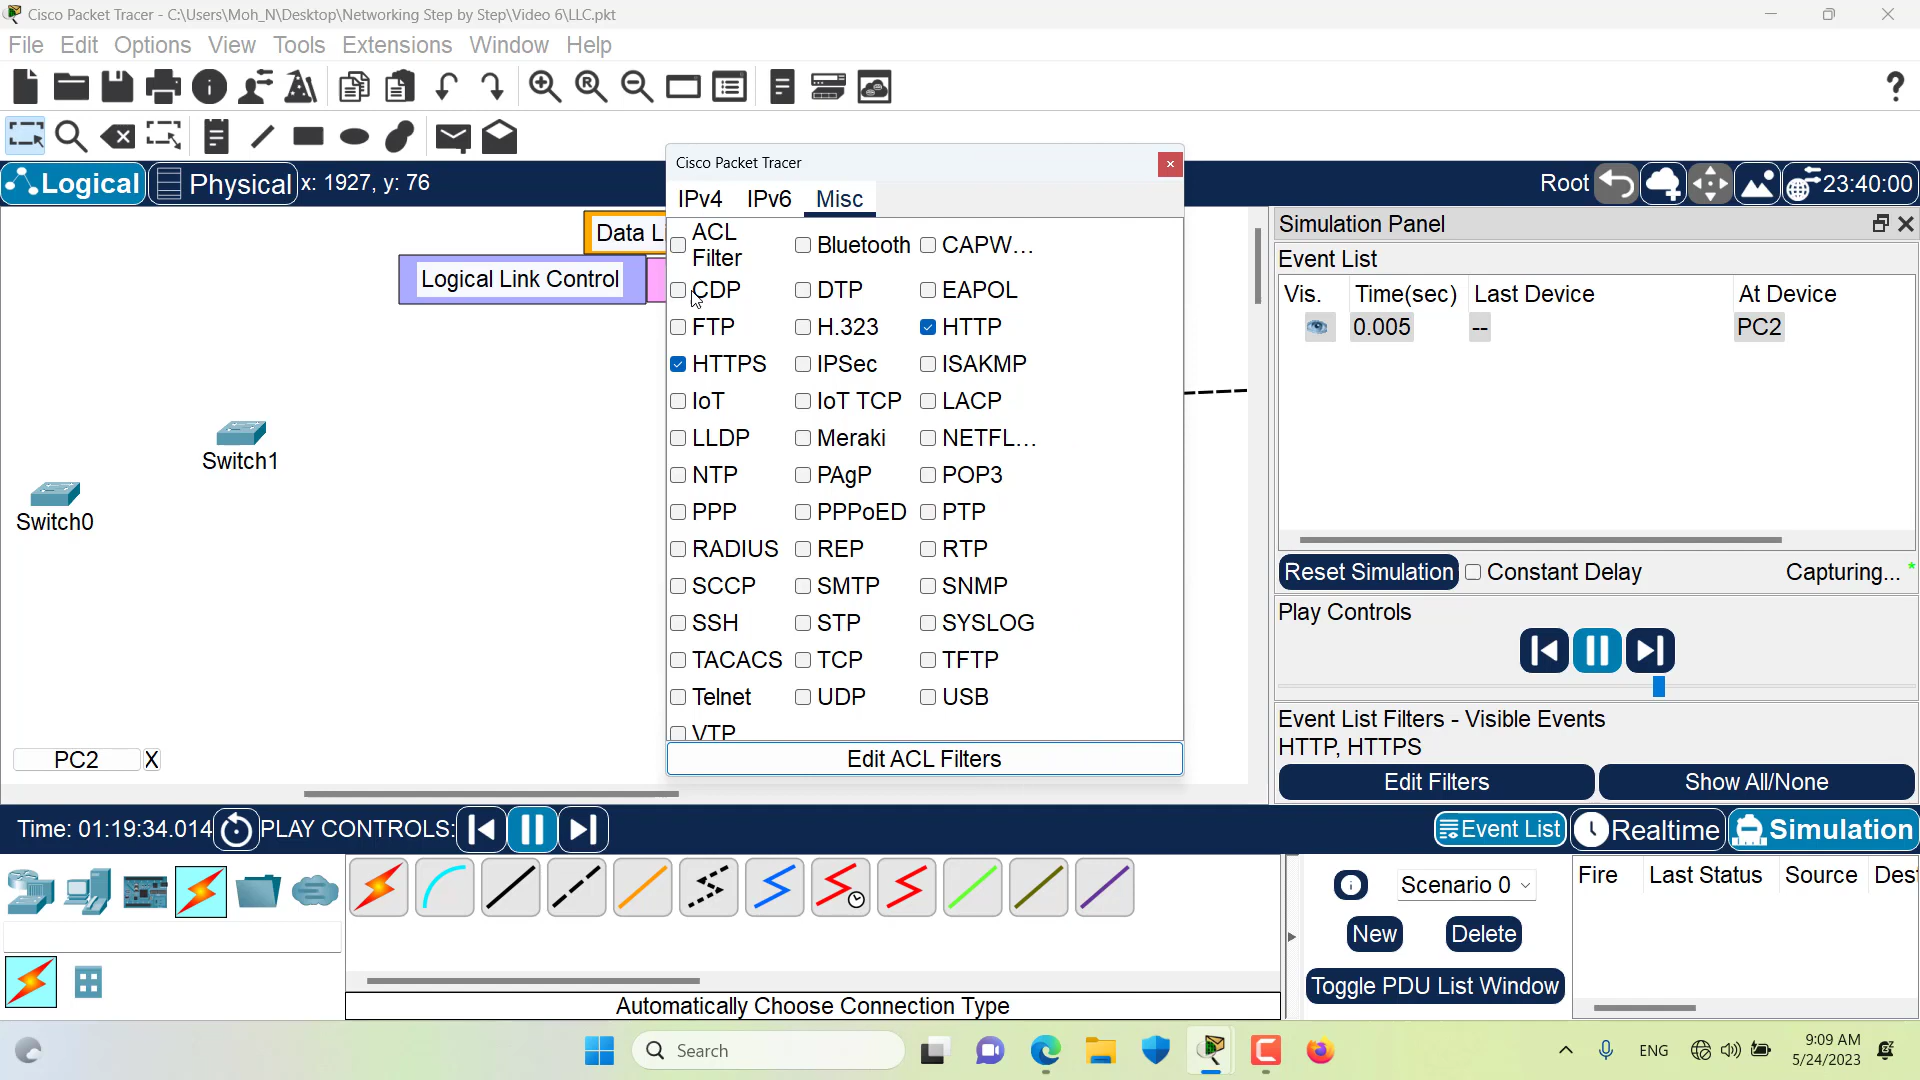 Cisco Packet Tracer - C:\Users\Moh_N\Desktop\Networking Step by Step\Video 6\LLC.pkt
File Edit Options View Tools Extensions Window Help
Logical Physical x: 1927, y: 76 Root 23:40:00
Cisco Packet Tracer
IPv4 IPv6 Misc
ACL Filter Bluetooth CAPW...
CDP DTP EAPOL
FTP H.323 HTTP
HTTPS IPSec ISAKMP
IoT IoT TCP LACP
LLDP Meraki NETFL...
NTP PAgP POP3
PPP PPPoED PTP
RADIUS REP RTP
SCCP SMTP SNMP
SSH STP SYSLOG
TACACS TCP TFTP
Telnet UDP USB
VTP
Edit ACL Filters
Data L
Logical Link Control
Switch1
Switch0
PC2 X
Simulation Panel
Event List
Vis. Time(sec) Last Device At Device
0.005 -- PC2
Reset Simulation Constant Delay Capturing... *
Play Controls
Event List Filters - Visible Events
HTTP, HTTPS
Edit Filters Show All/None
Time: 01:19:34.014 PLAY CONTROLS: Event List Realtime Simulation
Scenario 0
New Delete
Toggle PDU List Window
Fire Last Status Source Dest
Automatically Choose Connection Type
Search
ENG
9:09 AM
5/24/2023